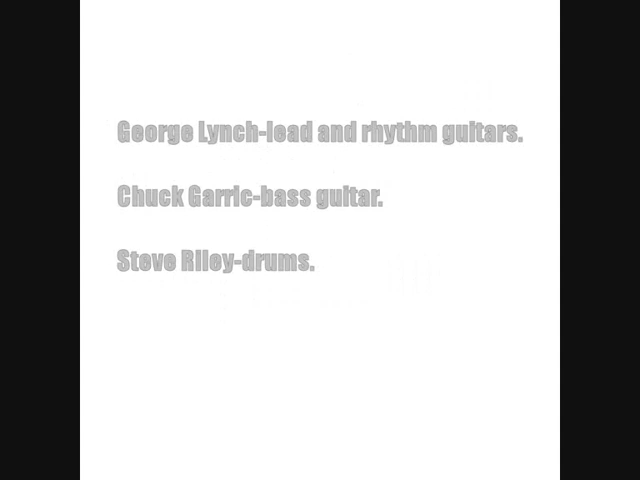 George Lynch-lead and rhythm guitars.
Chuck Garric-bass guitar.
Steve Riley-drums.